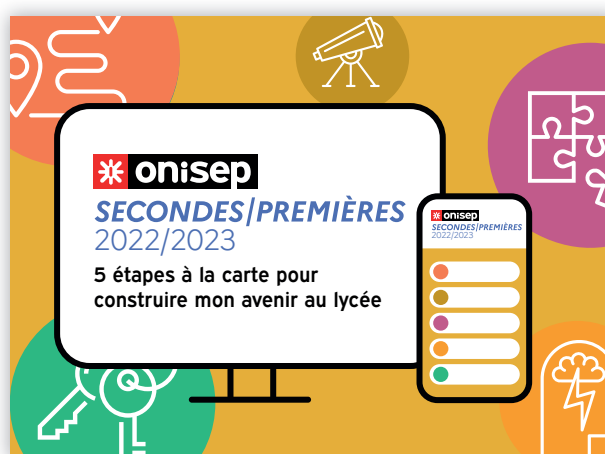 onisep
SECONDES|PREMIÈRES
2022/2023
5 étapes à la carte pour
construire mon avenir au lycée
onisep
SECONDES|PREMIÈRES
2022/2023